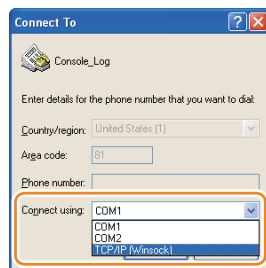 Connect To
Console_Log
Enter details for the phone number that you want to dial:
Country/region: United States (1)
Area code: 81
Phone number:
Connect using: COM1
COM1
COM2
TCP/IP (Winsock)